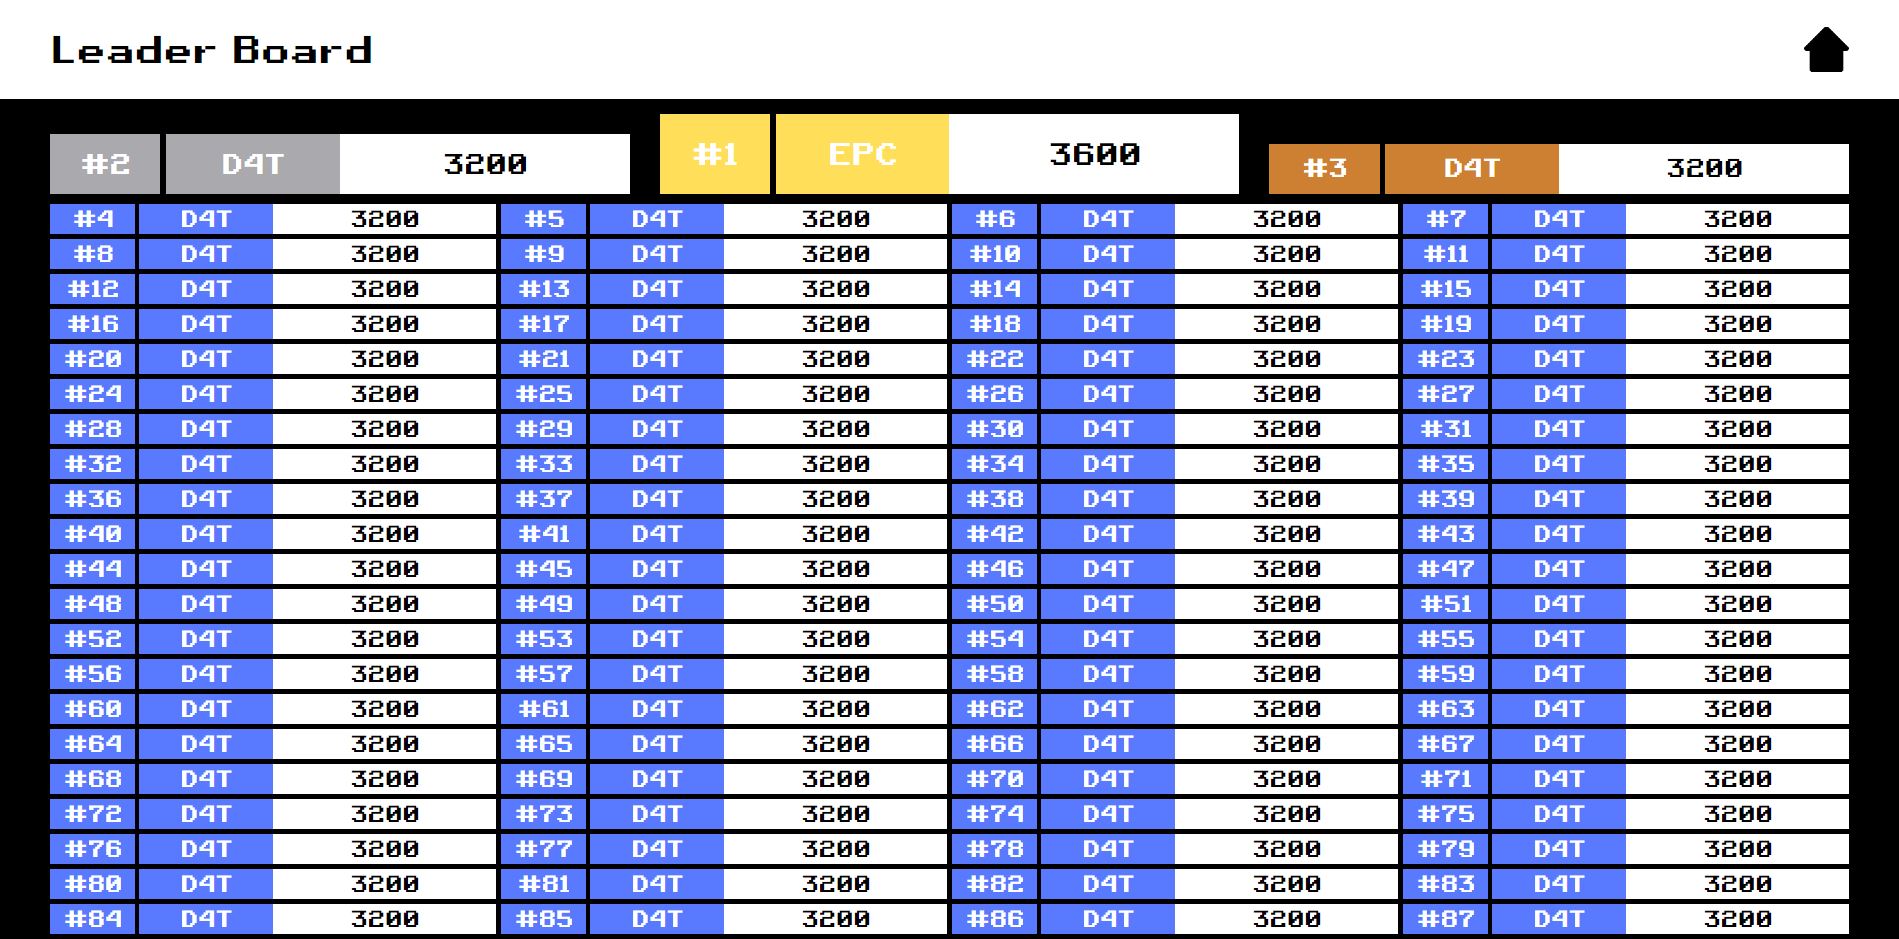 Leader Board
#2 D4T 3200 #1 EPC 3600 #3 D4T 3200
#4 D4T 3200 #5 D4T 3200 #6 D4T 3200 #7 D4T 3200
#8 D4T 3200 #9 D4T 3200 #10 D4T 3200 #11 D4T 3200
#12 D4T 3200 #13 D4T 3200 #14 D4T 3200 #15 D4T 3200
#16 D4T 3200 #17 D4T 3200 #18 D4T 3200 #19 D4T 3200
#20 D4T 3200 #21 D4T 3200 #22 D4T 3200 #23 D4T 3200
#24 D4T 3200 #25 D4T 3200 #26 D4T 3200 #27 D4T 3200
#28 D4T 3200 #29 D4T 3200 #30 D4T 3200 #31 D4T 3200
#32 D4T 3200 #33 D4T 3200 #34 D4T 3200 #35 D4T 3200
#36 D4T 3200 #37 D4T 3200 #38 D4T 3200 #39 D4T 3200
#40 D4T 3200 #41 D4T 3200 #42 D4T 3200 #43 D4T 3200
#44 D4T 3200 #45 D4T 3200 #46 D4T 3200 #47 D4T 3200
#48 D4T 3200 #49 D4T 3200 #50 D4T 3200 #51 D4T 3200
#52 D4T 3200 #53 D4T 3200 #54 D4T 3200 #55 D4T 3200
#56 D4T 3200 #57 D4T 3200 #58 D4T 3200 #59 D4T 3200
#60 D4T 3200 #61 D4T 3200 #62 D4T 3200 #63 D4T 3200
#64 D4T 3200 #65 D4T 3200 #66 D4T 3200 #67 D4T 3200
#68 D4T 3200 #69 D4T 3200 #70 D4T 3200 #71 D4T 3200
#72 D4T 3200 #73 D4T 3200 #74 D4T 3200 #75 D4T 3200
#76 D4T 3200 #77 D4T 3200 #78 D4T 3200 #79 D4T 3200
#80 D4T 3200 #81 D4T 3200 #82 D4T 3200 #83 D4T 3200
#84 D4T 3200 #85 D4T 3200 #86 D4T 3200 #87 D4T 3200